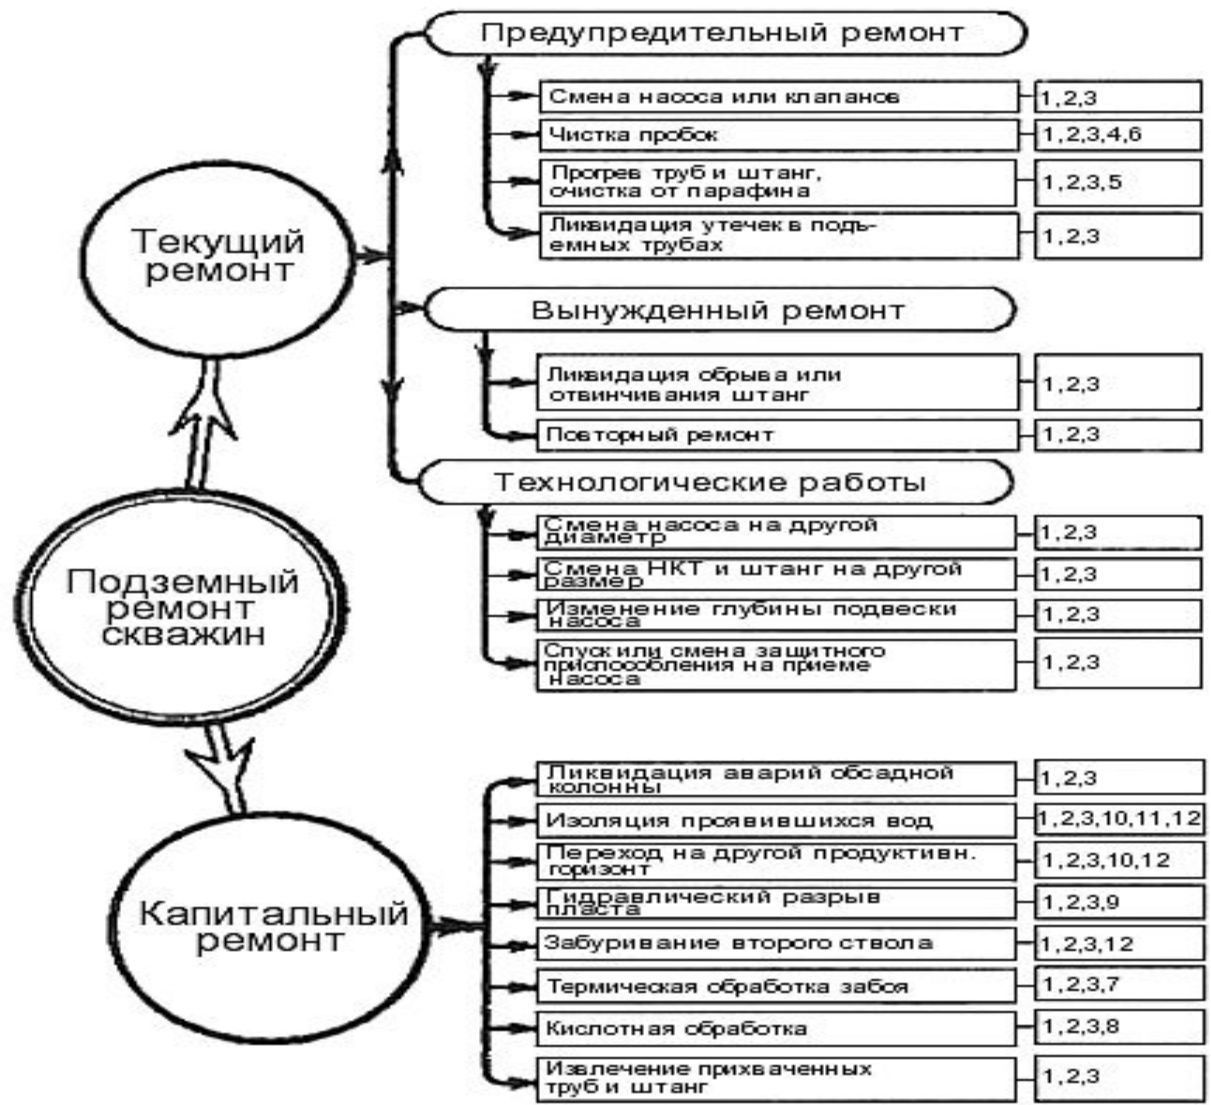 Предупредительный ремонт
Смена насоса или клапанов
1,2,3
Чистка пробок
1,2,3,4,6
Прогрев труб и штанг,
очистка от парафина
1,2,3,5
Ликвидация утечек в подъ-
емных трубах
1,2,3
Текущий
ремонт
Вынужденный ремонт
Ликвидация обрыва или
отвинчивания штанг
1,2,3
Повторный ремонт
1,2,3
Технологические работы
Смена насоса на другой
диаметр
1,2,3
Смена НКТ и штанг на другой
размер
1,2,3
Изменение глубины подвески
насоса
1,2,3
Спуск или смена защитного
приспособления на приеме
насоса
1,2,3
Подземный
ремонт
скважин
Ликвидация аварий обсадной
колонны
1,2,3
Изоляция проявившихся вод
1,2,3,10,11,12
Переход на другой продуктивн.
горизонт
1,2,3,10,12
Гидравлический разрыв
пласта
1,2,3,9
Забуривание второго ствола
1,2,3,12
Термическая обработка забоя
1,2,3,7
Кислотная обработка
1,2,3,8
Извлечение прихваченных
труб и штанг
1,2,3
Капитальный
ремонт